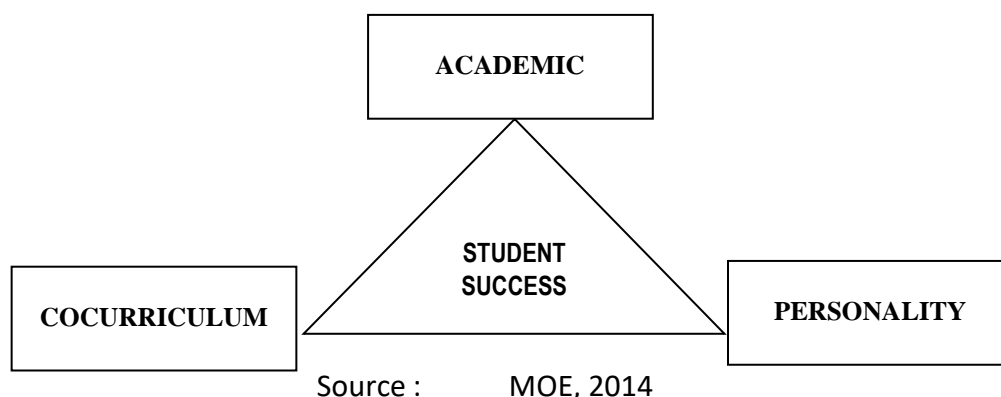 ACADEMIC
STUDENT
SUCCESS
COCURRICULUM
PERSONALITY
Source : MOE, 2014